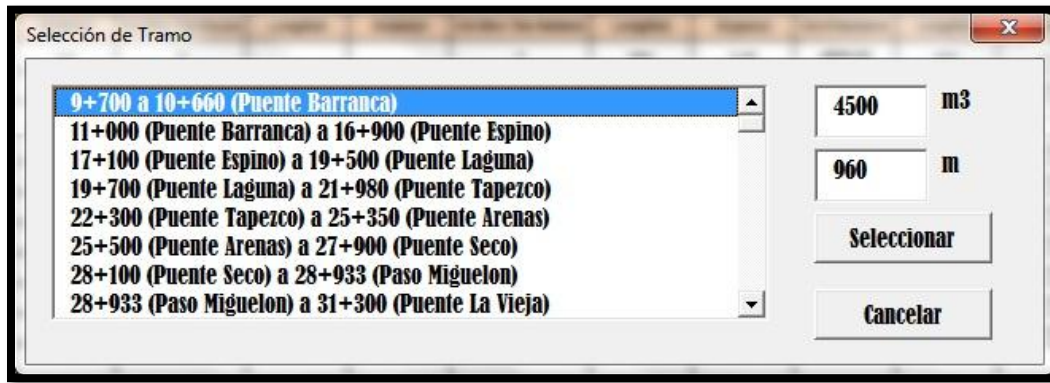 Selección de Tramo
9+700 a 10+660 (Puente Barranca)
11+000 (Puente Barranca) a 16+900 (Puente Espino)
17+100 (Puente Espino) a 19+500 (Puente Laguna)
19+700 (Puente Laguna) a 21+980 (Puente Tapezco)
22+300 (Puente Tapezco) a 25+350 (Puente Arenas)
25+500 (Puente Arenas) a 27+900 (Puente Seco)
28+100 (Puente Seco) a 28+933 (Paso Miguelon)
28+933 (Paso Miguelon) a 31+300 (Puente La Vieja)
4500 m3
960 m
Seleccionar
Cancelar